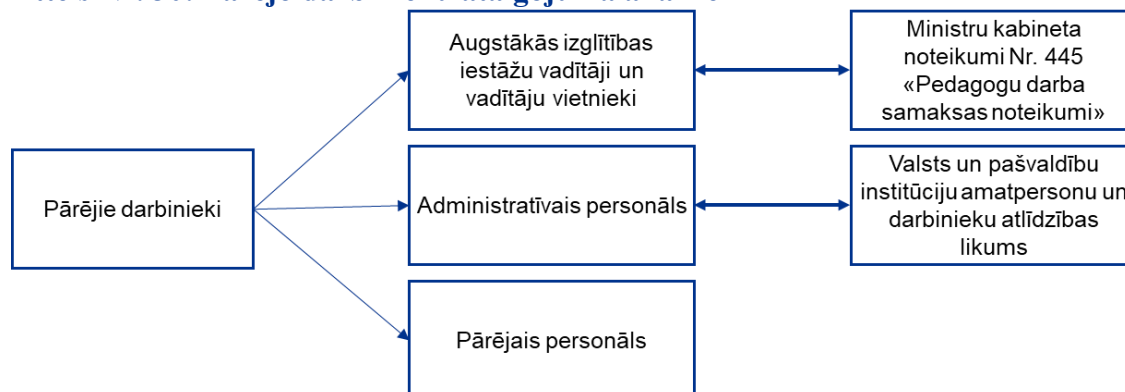 Augstākās izglītības
iestāžu vadītāji un
vadītāju vietnieki
Ministru kabineta
noteikumi Nr. 445
«Pedagogu darba
samaksas noteikumi»
Pārējie darbinieki
Administratīvais personāls
Valsts un pašvaldību
institūciju amatpersonu un
darbinieku atlīdzības
likums
Pārējais personāls